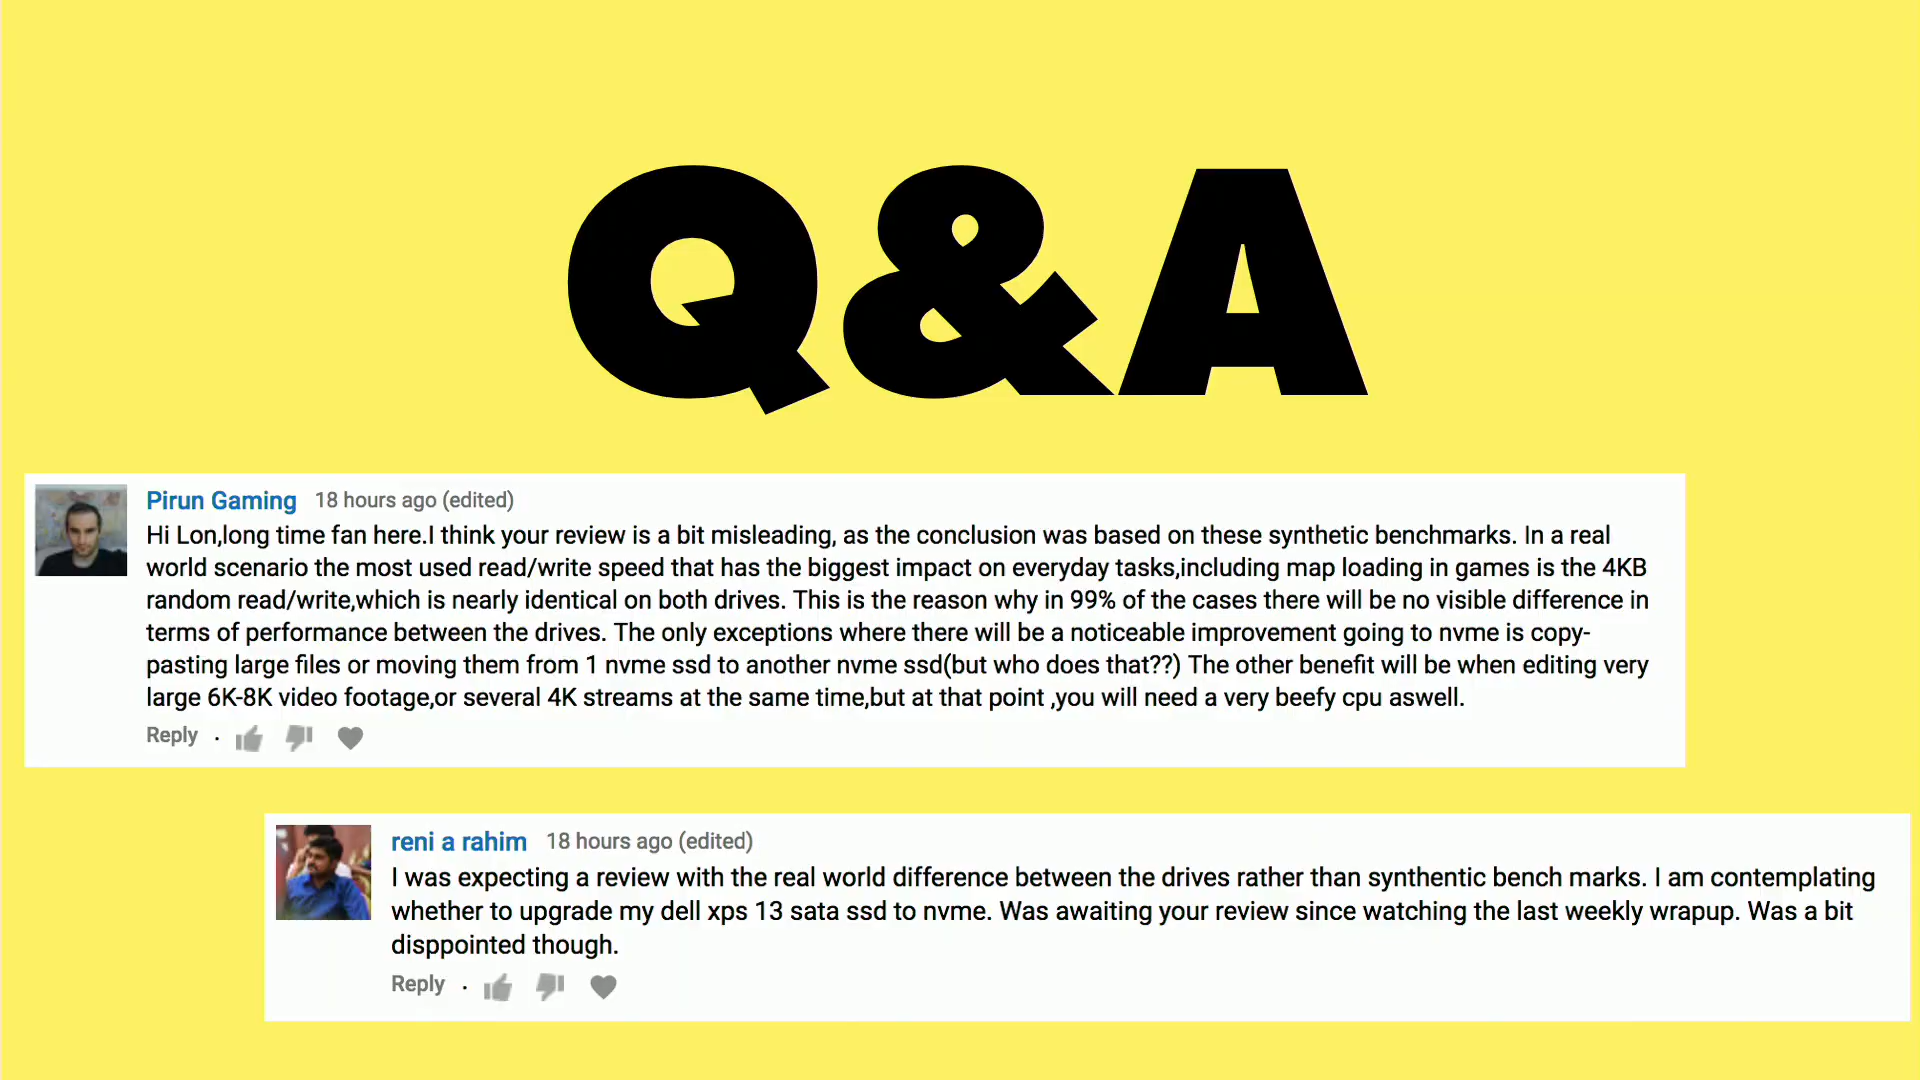 Q&A
Pirun Gaming 18 hours ago (edited)
Hi Lon,long time fan here.I think your review is a bit misleading, as the conclusion was based on these synthetic benchmarks. In a real
world scenario the most used read/write speed that has the biggest impact on everyday tasks,including map loading in games is the 4KB
random read/write,which is nearly identical on both drives. This is the reason why in 99% of the cases there will be no visible difference in
terms of performance between the drives. The only exceptions where there will be a noticeable improvement going to nvme is copy-
pasting large files or moving them from 1 nvme ssd to another nvme ssd(but who does that??) The other benefit will be when editing very
large 6K-8K video footage,or several 4K streams at the same time,but at that point ,you will need a very beefy cpu aswell.
Reply ·
reni a rahim 18 hours ago (edited)
I was expecting a review with the real world difference between the drives rather than synthentic bench marks. I am contemplating
whether to upgrade my dell xps 13 sata ssd to nvme. Was awaiting your review since watching the last weekly wrapup. Was a bit
disppointed though.
Reply ·